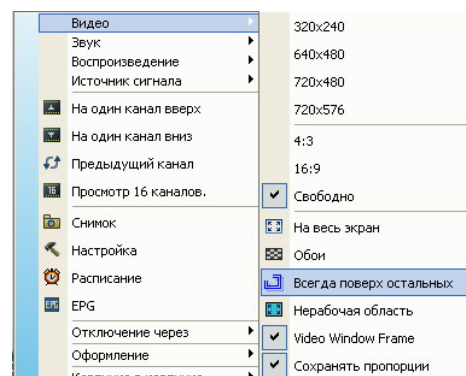 Видео
Звук
Воспроизведение
Источник сигнала
На один канал вверх
На один канал вниз
Предыдущий канал
16 Просмотр 16 каналов.
Снимок
Настройка
Расписание
EPG EPG
Отключение через
Оформление
320x240
640x480
720x480
720x576
4:3
16:9
Свободно
На весь экран
Обои
Всегда поверх остальных
Нерабочая область
Video Window Frame
Сохранять пропорции